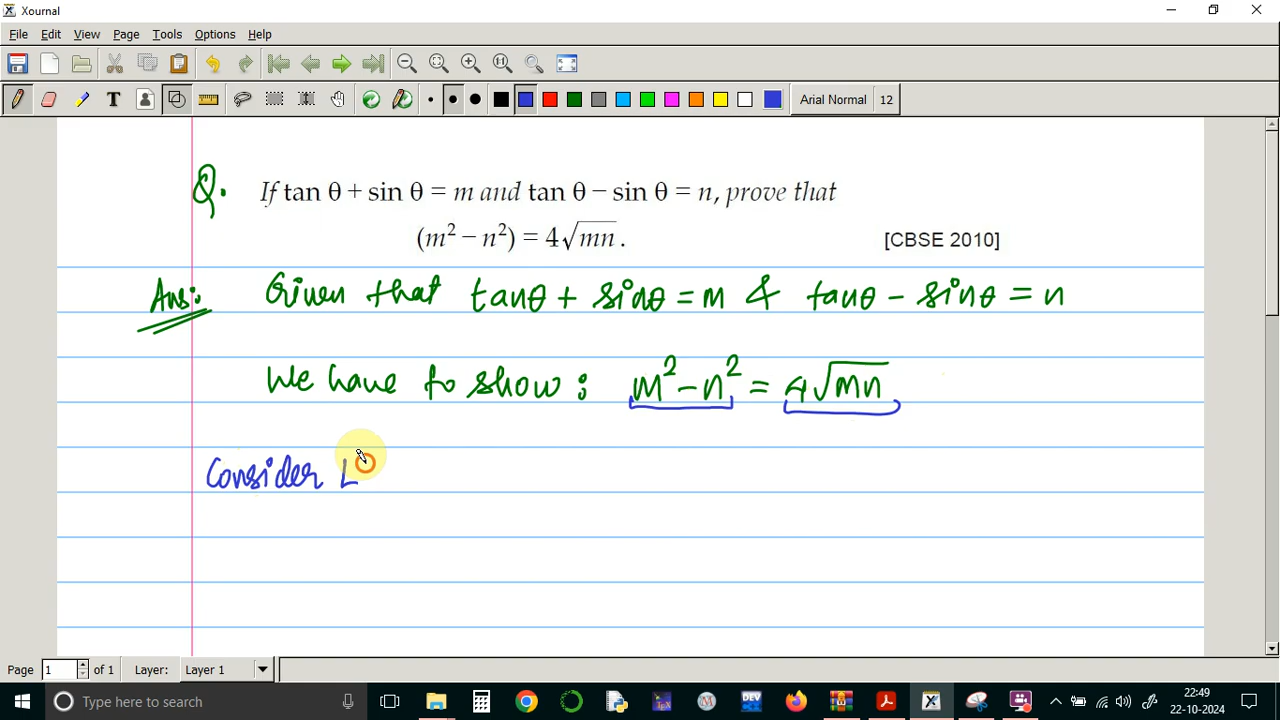 Xournal
File Edit View Page Tools Options Help
Arial Normal 12
Q. If tan θ + sin θ = m and tan θ − sin θ = n, prove that
(m² − n²) = 4√mn. [CBSE 2010]
Ans: Given that tanθ + sinθ = m & tanθ − sinθ = n
We have to show : m² − n² = 4√mn
Consider L
Page 1 of 1 Layer: Layer 1
Type here to search
22:49
22-10-2024